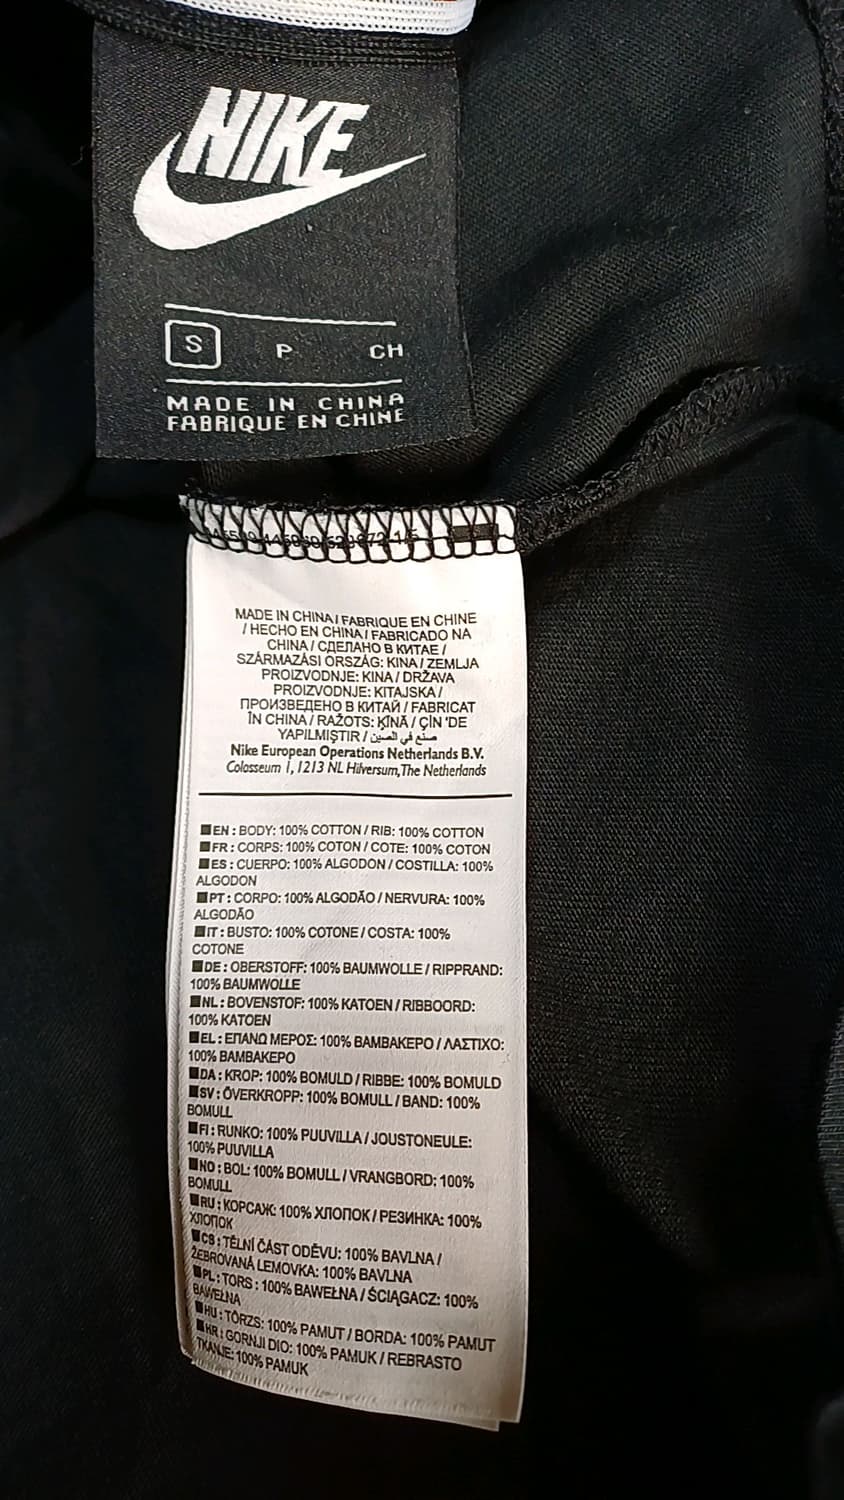 NIKE
S P CH
MADE IN CHINA
FABRIQUE EN CHINE
MADE IN CHINA / FABRIQUE EN CHINE
/ HECHO EN CHINA / FABRICADO NA
CHINA / СДЕЛАНО В КИТАЕ /
SZÁRMAZÁSI ORSZÁG: KINA / ZEMLJA
PROIZVODNJE: KINA / DRŽAVA
PROIZVODNJE: KITAJSKA /
ПРОИЗВЕДЕНО В КИТАЙ / FABRICAT
ÎN CHINA / RAŽOTS: ĶĪNĀ / ÇİN 'DE
YAPILMIŞTIR / صنع في الصين
Nike European Operations Netherlands B.V.
Colosseum 1, 1213 NL Hilversum, The Netherlands
EN : BODY: 100% COTTON / RIB: 100% COTTON
FR : CORPS: 100% COTON / COTE: 100% COTON
ES : CUERPO: 100% ALGODON / COSTILLA: 100%
ALGODON
PT : CORPO: 100% ALGODÃO / NERVURA: 100%
ALGODÃO
IT : BUSTO: 100% COTONE / COSTA: 100%
COTONE
DE : OBERSTOFF: 100% BAUMWOLLE / RIPPRAND:
100% BAUMWOLLE
NL : BOVENSTOF: 100% KATOEN / RIBBOORD:
100% KATOEN
EL : ΕΠΑΝΩ ΜΕΡΟΣ: 100% ΒΑΜΒΑΚΕΡΟ / ΛΑΣΤΙΧΟ:
100% ΒΑΜΒΑΚΕΡΟ
DA : KROP: 100% BOMULD / RIBBE: 100% BOMULD
SV : ÖVERKROPP: 100% BOMULL / BAND: 100%
BOMULL
FI : RUNKO: 100% PUUVILLA / JOUSTONEULE:
100% PUUVILLA
NO : BOL: 100% BOMULL / VRANGBORD: 100%
BOMULL
RU : КОРСАЖ: 100% ХЛОПОК / РЕЗИНКА: 100%
ХЛОПОК
CS : TĚLNÍ ČÁST ODĚVU: 100% BAVLNA /
ŽEBROVANÁ LEMOVKA: 100% BAVLNA
PL : TORS : 100% BAWEŁNA / ŚCIĄGACZ: 100%
BAWEŁNA
HU : TÖRZS: 100% PAMUT / BORDA: 100% PAMUT
HR : GORNJI DIO: 100% PAMUK / REBRASTO
TKANJE: 100% PAMUK